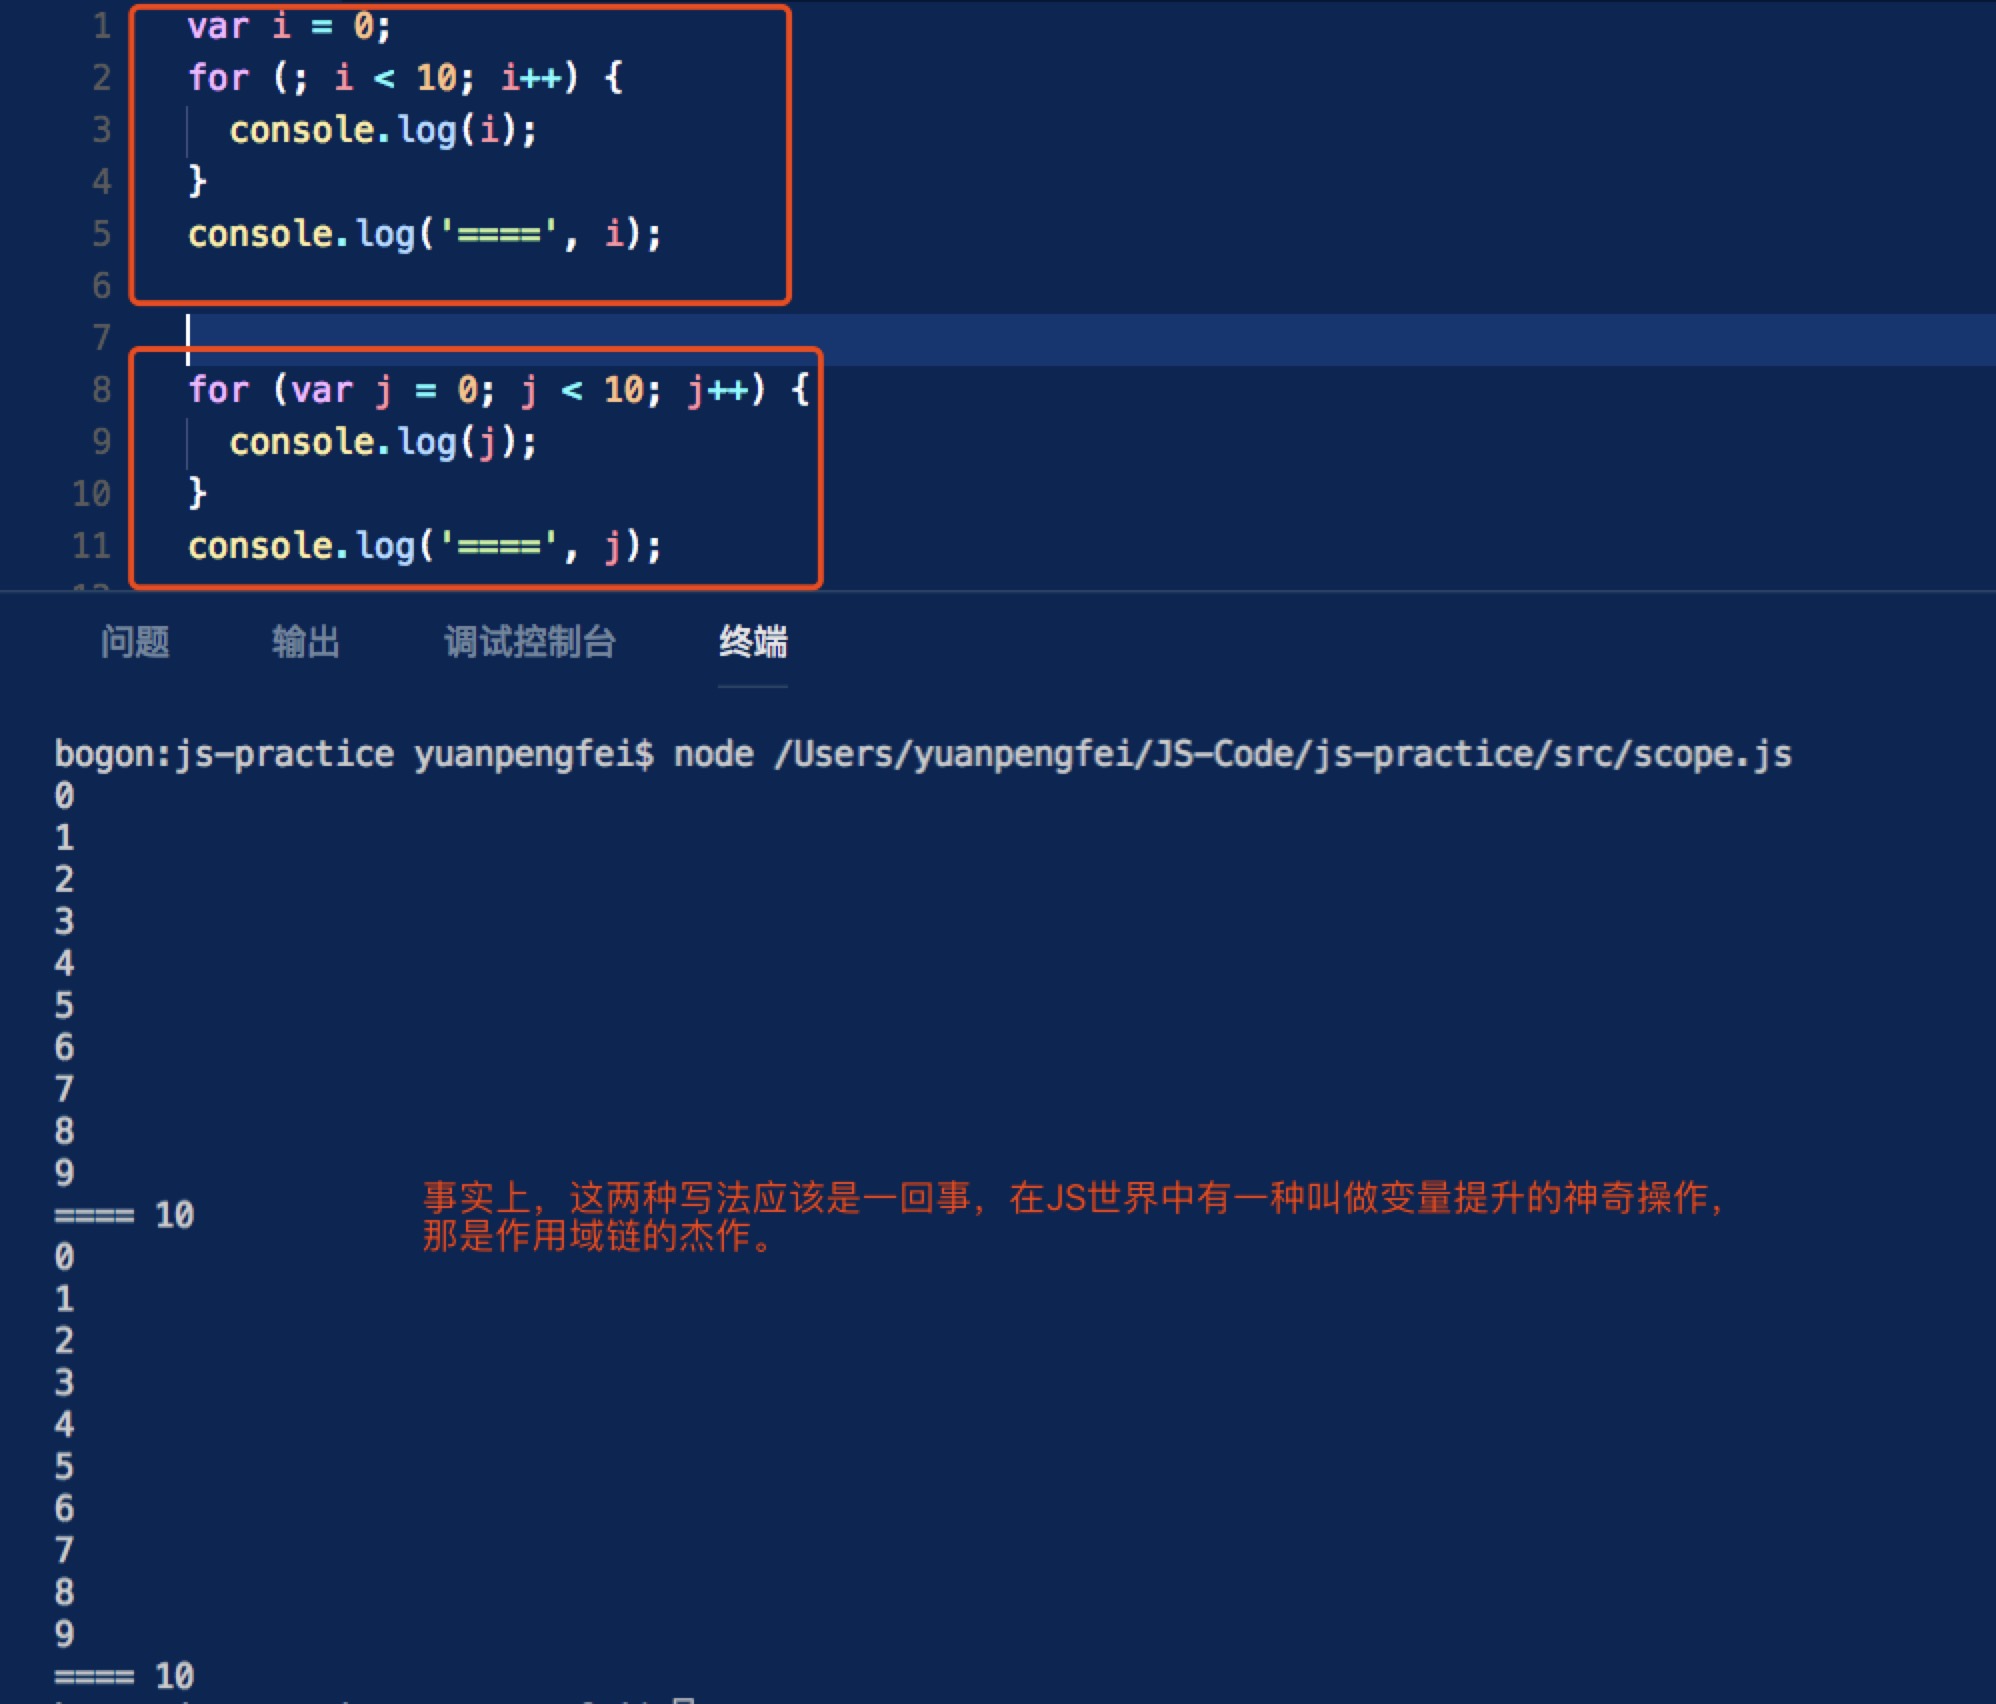 1 var i = 0;
2 for (; i < 10; i++) {
3 console.log(i);
4 }
5 console.log('====', i);
6
7
8 for (var j = 0; j < 10; j++) {
9 console.log(j);
10 }
11 console.log('====', j);
问题 输出 调试控制台 终端
bogon:js-practice yuanpengfei$ node /Users/yuanpengfei/JS-Code/js-practice/src/scope.js
0
1
2
3
4
5
6
7
8
9
==== 10
事实上，这两种写法应该是一回事，在JS世界中有一种叫做变量提升的神奇操作，
那是作用域链的杰作。
0
1
2
3
4
5
6
7
8
9
==== 10